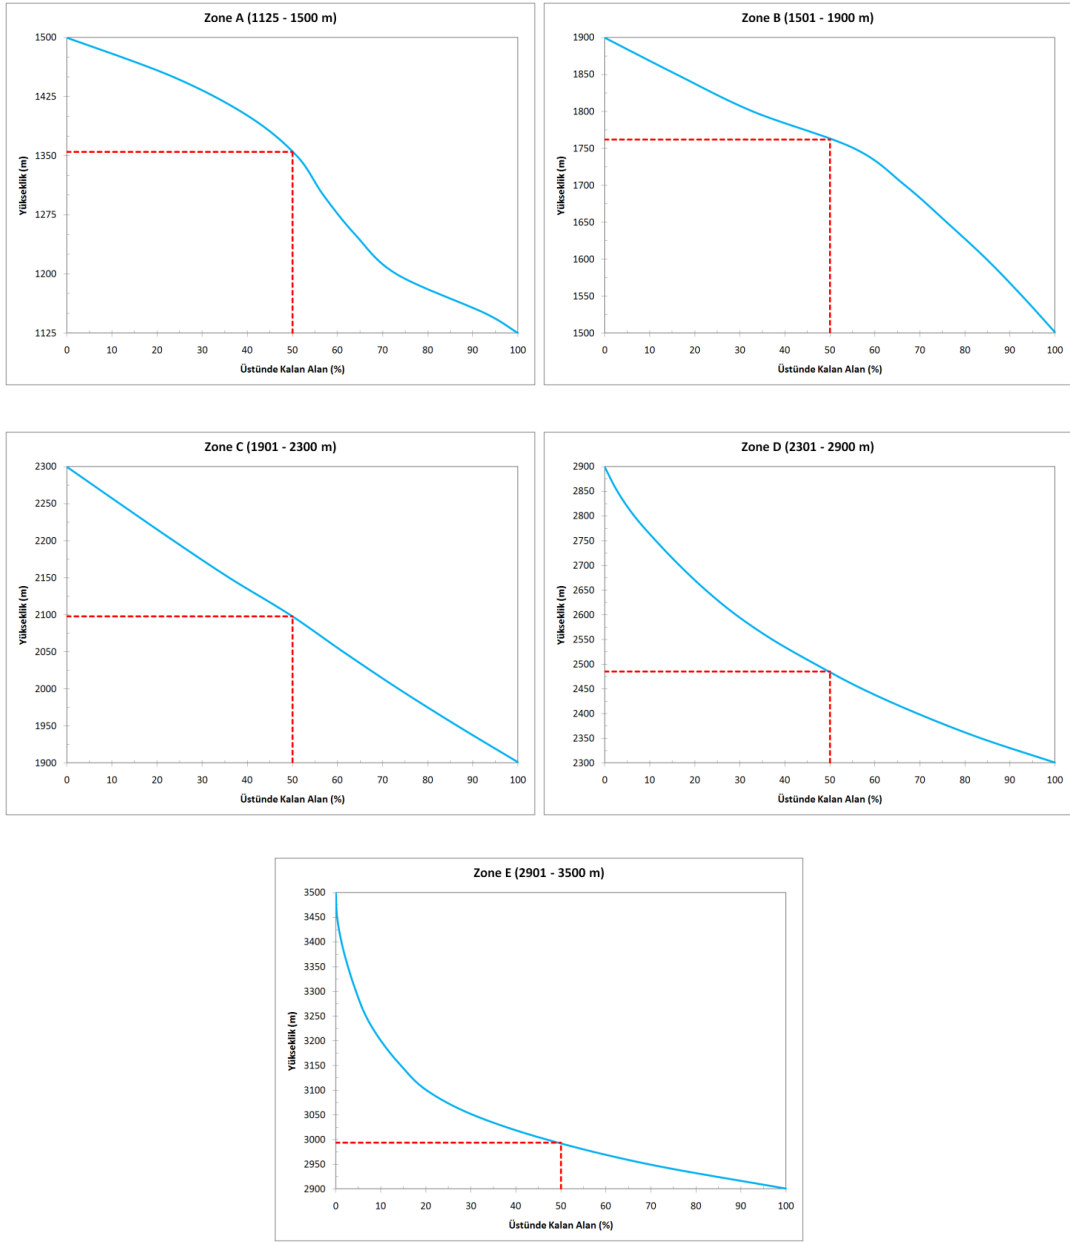 Zone A (1125 - 1500 m)
Yükseklik (m)
1500
1425
1350
1275
1200
1125
0 10 20 30 40 50 60 70 80 90 100
Üstünde Kalan Alan (%)
Zone B (1501 - 1900 m)
Yükseklik (m)
1900
1850
1800
1750
1700
1650
1600
1550
1500
0 10 20 30 40 50 60 70 80 90 100
Üstünde Kalan Alan (%)
Zone C (1901 - 2300 m)
Yükseklik (m)
2300
2250
2200
2150
2100
2050
2000
1950
1900
0 10 20 30 40 50 60 70 80 90 100
Üstünde Kalan Alan (%)
Zone D (2301 - 2900 m)
Yükseklik (m)
2900
2850
2800
2750
2700
2650
2600
2550
2500
2450
2400
2350
2300
0 10 20 30 40 50 60 70 80 90 100
Üstünde Kalan Alan (%)
Zone E (2901 - 3500 m)
Yükseklik (m)
3500
3450
3400
3350
3300
3250
3200
3150
3100
3050
3000
2950
2900
0 10 20 30 40 50 60 70 80 90 100
Üstünde Kalan Alan (%)